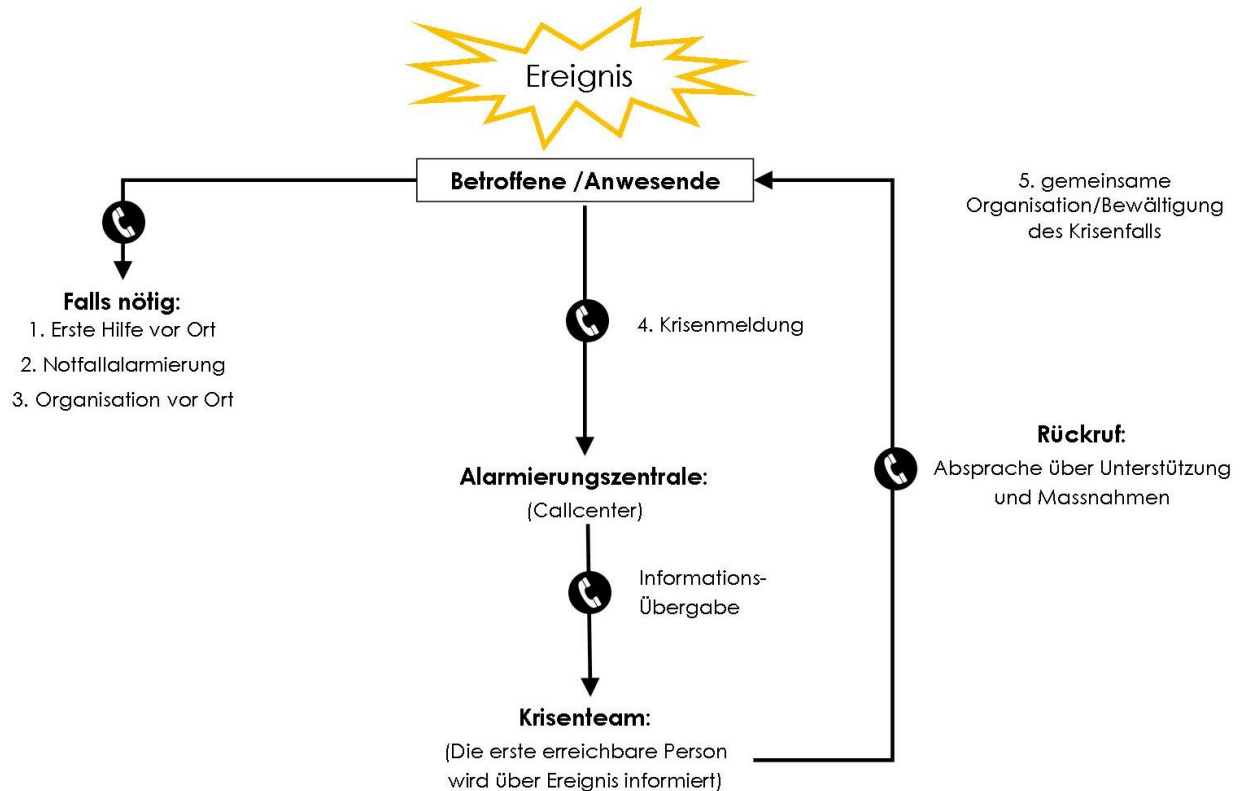 Ereignis
Betroffene /Anwesende
5. gemeinsame
Organisation/Bewältigung
des Krisenfalls
Falls nötig:
1. Erste Hilfe vor Ort
2. Notfallalarmierung
3. Organisation vor Ort
4. Krisenmeldung
Alarmierungszentrale:
(Callcenter)
Rückruf:
Absprache über Unterstützung
und Massnahmen
Informations-
Übergabe
Krisenteam:
(Die erste erreichbare Person
wird über Ereignis informiert)